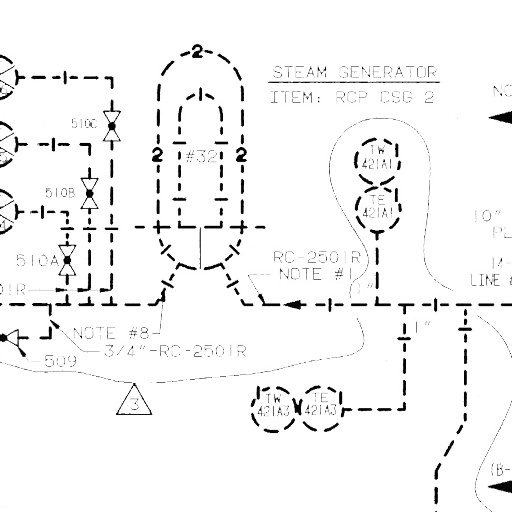 2
STEAM GENERATOR
ITEM: RCP CSG 2
NO
510C
2
#32
2
TW
421A1
510B
TE
421A1
10"
PL
510A
RC-2501R
NOTE #1
14-
01R
1"
LINE
NOTE #8
1"
3/4"-RC-2501R
509
3
TW
421A3
TE
421A3
(B-